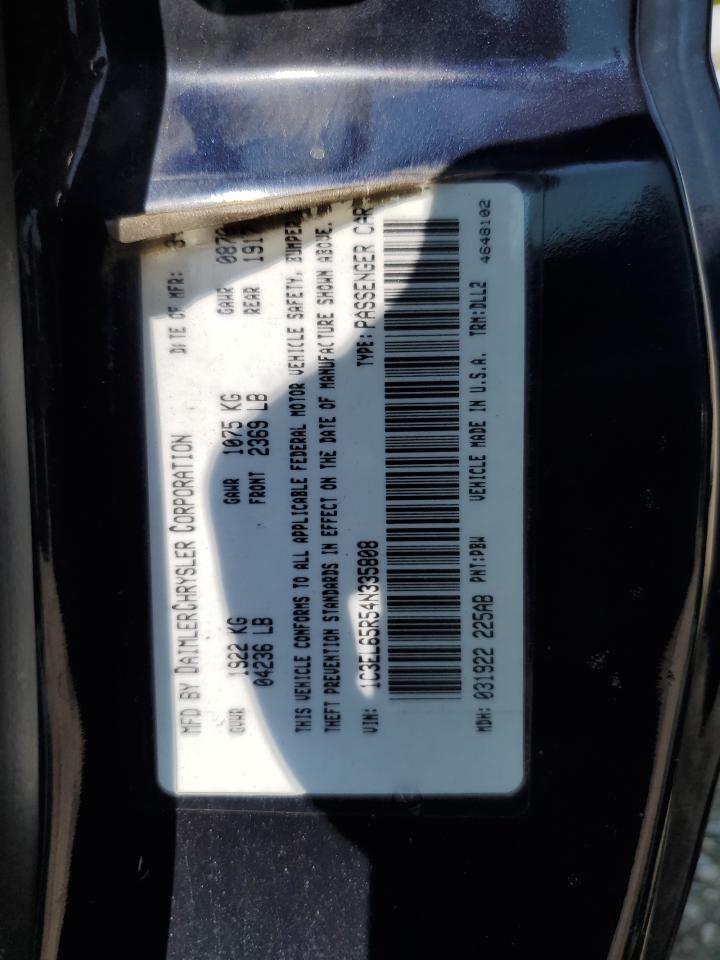 MFD BY DAIMLERCHRYSLER CORPORATION DATE OF MFR:
GVWR 1922 KG GAWR 1075 KG GAWR
04236 LB FRONT 2369 LB REAR
THIS VEHICLE CONFORMS TO ALL APPLICABLE FEDERAL MOTOR VEHICLE SAFETY, BUMPER
THEFT PREVENTION STANDARDS IN EFFECT ON THE DATE OF MANUFACTURE SHOWN ABOVE.
VIN: 1C3EL65R54N335808 TYPE: PASSENGER CAR
MDH: 031922 225AB PNT:PBW VEHICLE MADE IN U.S.A. TRM:DLL2 4648102